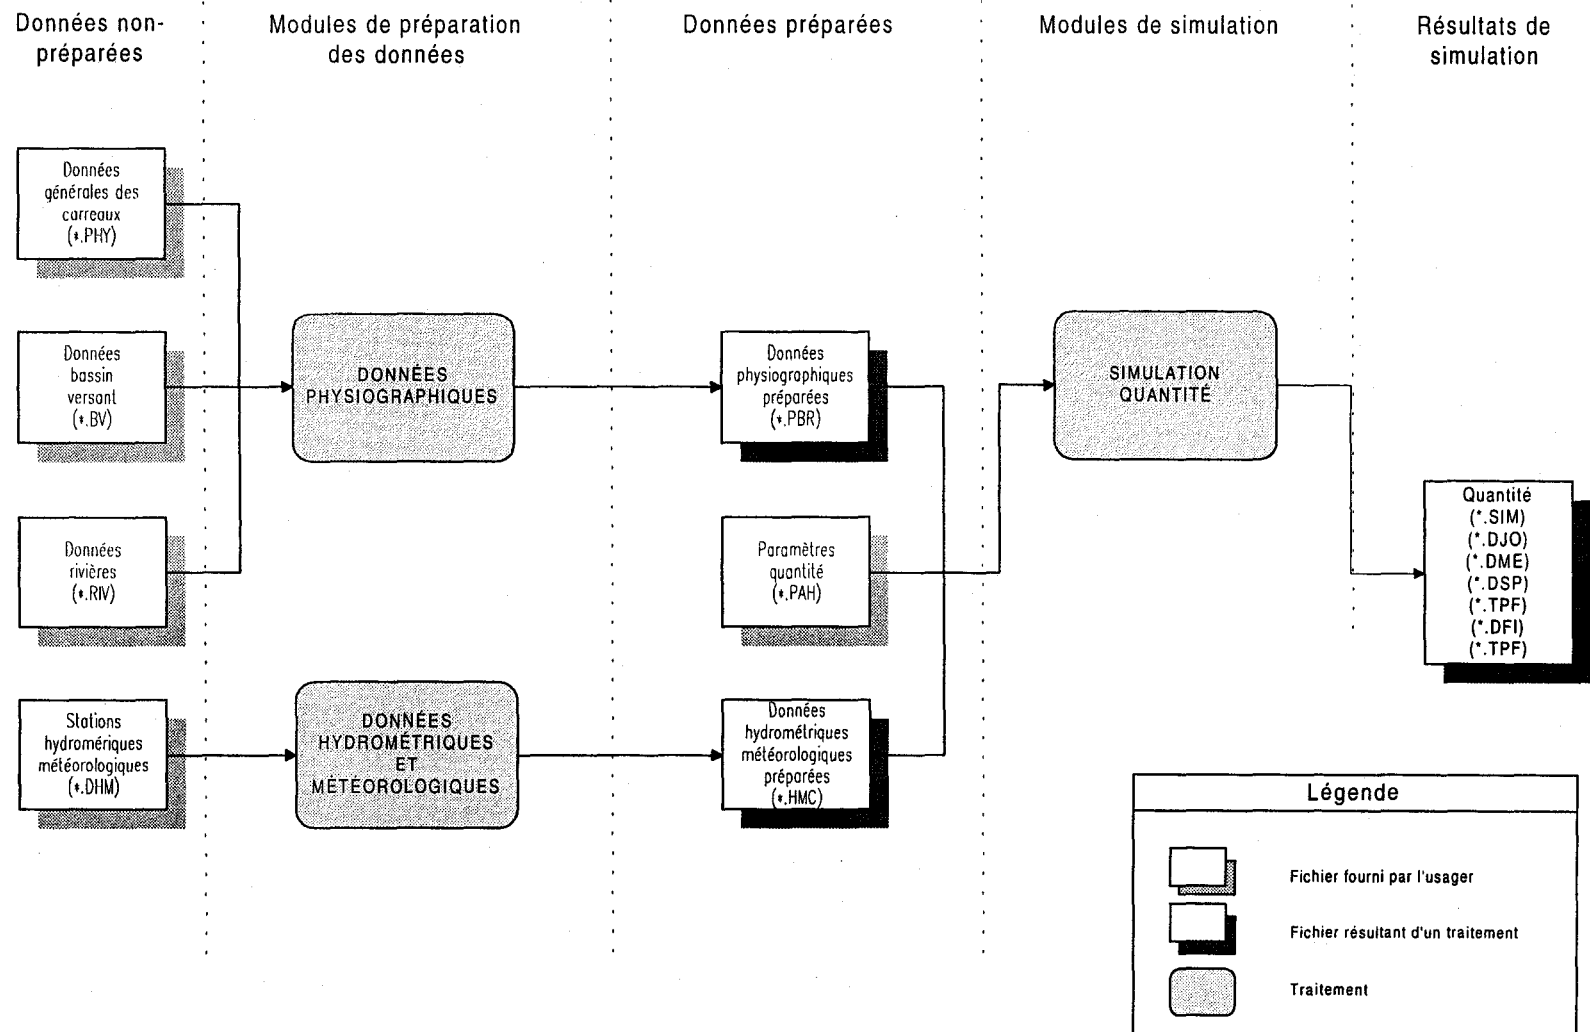 Données non-
préparées
Modules de préparation
des données
Données préparées
Modules de simulation
Résultats de
simulation
Données
générales des
carreaux
(*.PHY)
Données
bassin
versant
(*.BV)
Données
rivières
(*.RIV)
Stations
hydromériques
météorologiques
(*.DHM)
DONNÉES
PHYSIOGRAPHIQUES
DONNÉES
HYDROMÉTRIQUES
ET
MÉTÉOROLOGIQUES
Données
physiographiques
préparées
(*.PBR)
Paramètres
quantité
(*.PAH)
Données
hydrométriques
météorologiques
préparées
(*.HMC)
SIMULATION
QUANTITÉ
Quantité
(*.SIM)
(*.DJO)
(*.DME)
(*.DSP)
(*.TPF)
(*.DFI)
(*.TPF)
Légende
Fichier fourni par l'usager
Fichier résultant d'un traitement
Traitement